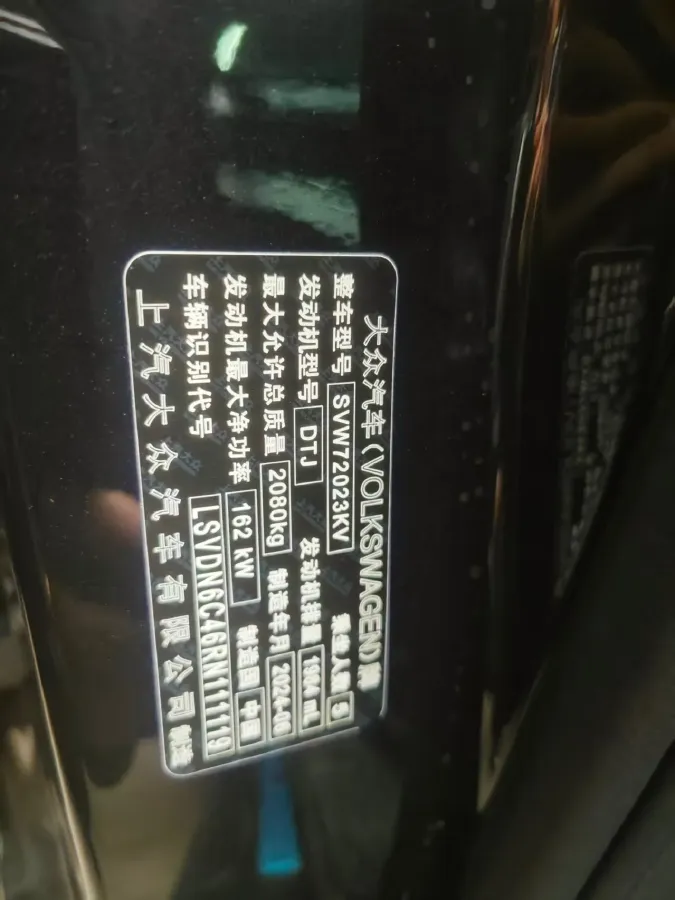 大众汽车(VOLKSWAGEN)牌
整车型号 SVW72023KV 乘坐人数 5
发动机型号 DTJ 发动机排量 1984 mL
最大允许总质量 2080kg 制造年月 2024-06
发动机最大净功率 162 kW 制造国 中国
车辆识别代号 LSVDN6C46RN111119
上汽大众汽车有限公司 制造